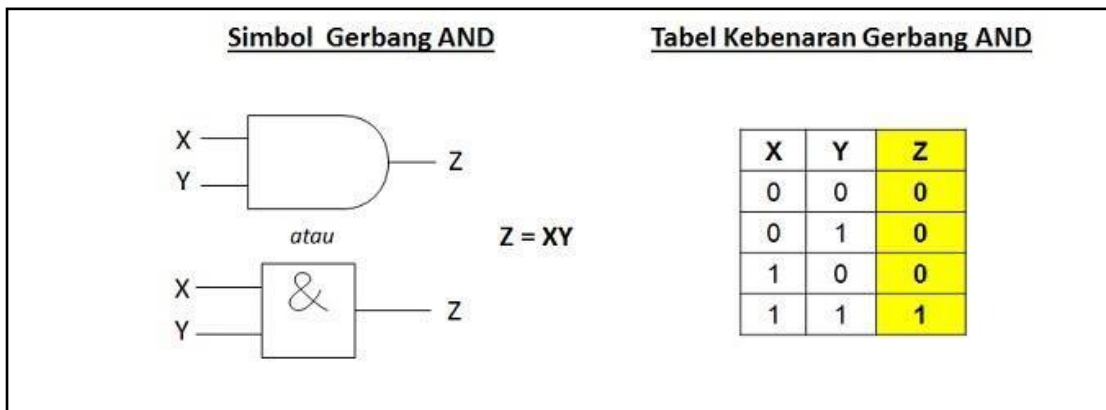 Simbol Gerbang AND
X
Y
Z
atau
Z = XY
X
Y
&
Z
Tabel Kebenaran Gerbang AND
X Y Z
0 0 0
0 1 0
1 0 0
1 1 1